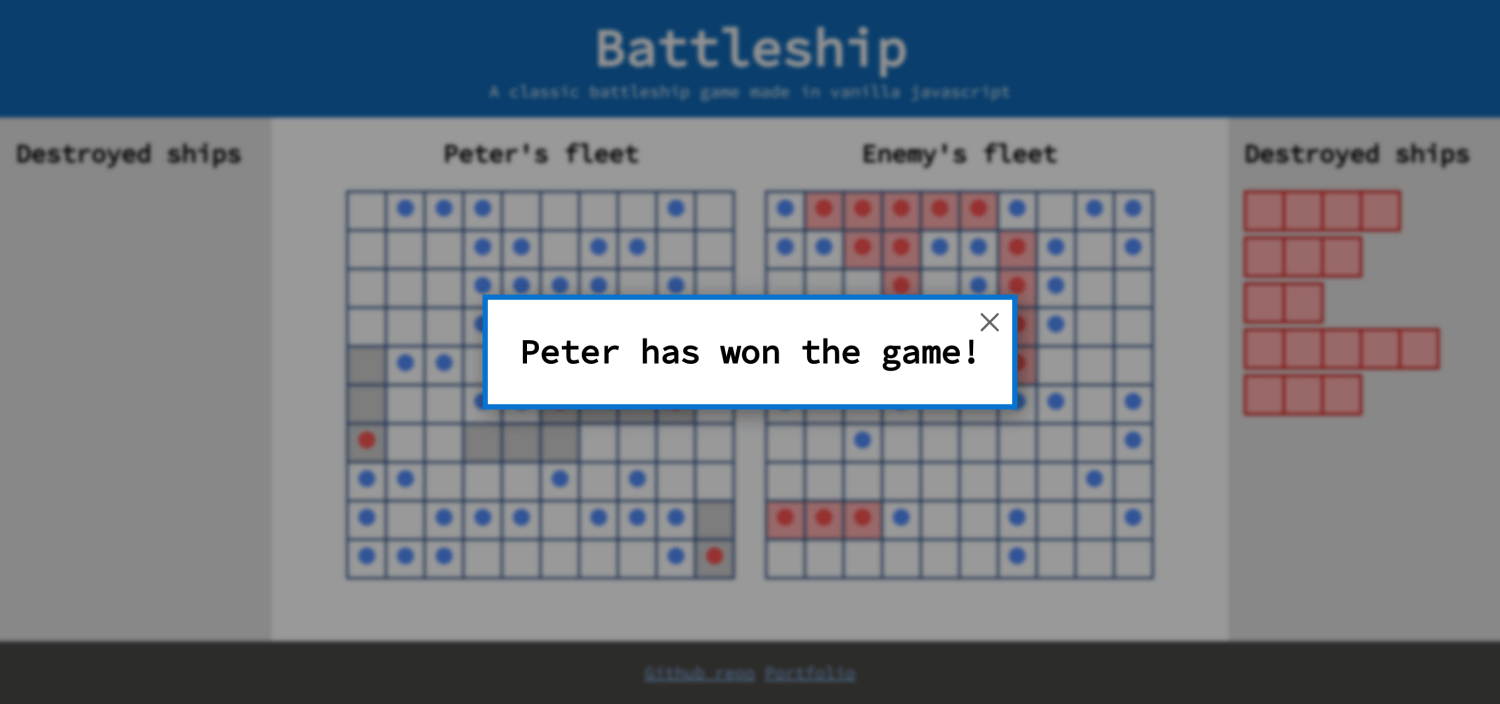 Battleship
A classic battleship game made in vanilla javascript
Destroyed ships
Peter's fleet
Enemy's fleet
Destroyed ships
Peter has won the game!
Github repo Portfolio